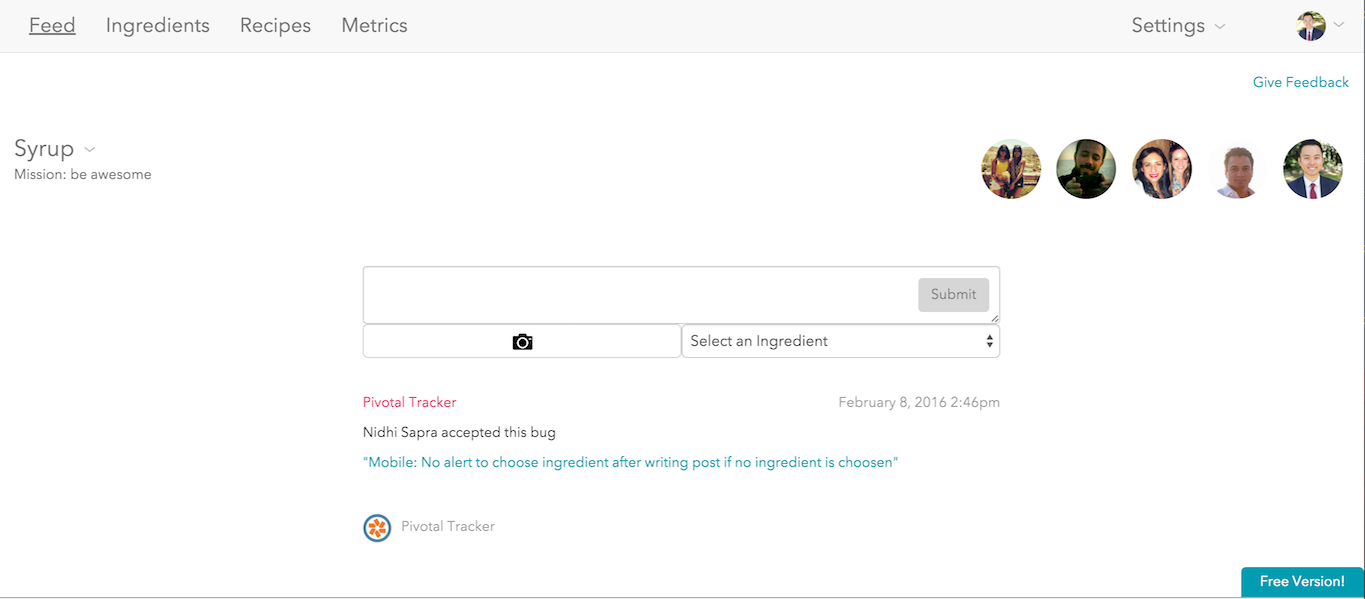 Feed Ingredients Recipes Metrics Settings
Give Feedback
Syrup
Mission: be awesome
Submit
Select an Ingredient
Pivotal Tracker February 8, 2016 2:46pm
Nidhi Sapra accepted this bug
"Mobile: No alert to choose ingredient after writing post if no ingredient is choosen"
Pivotal Tracker
Free Version!